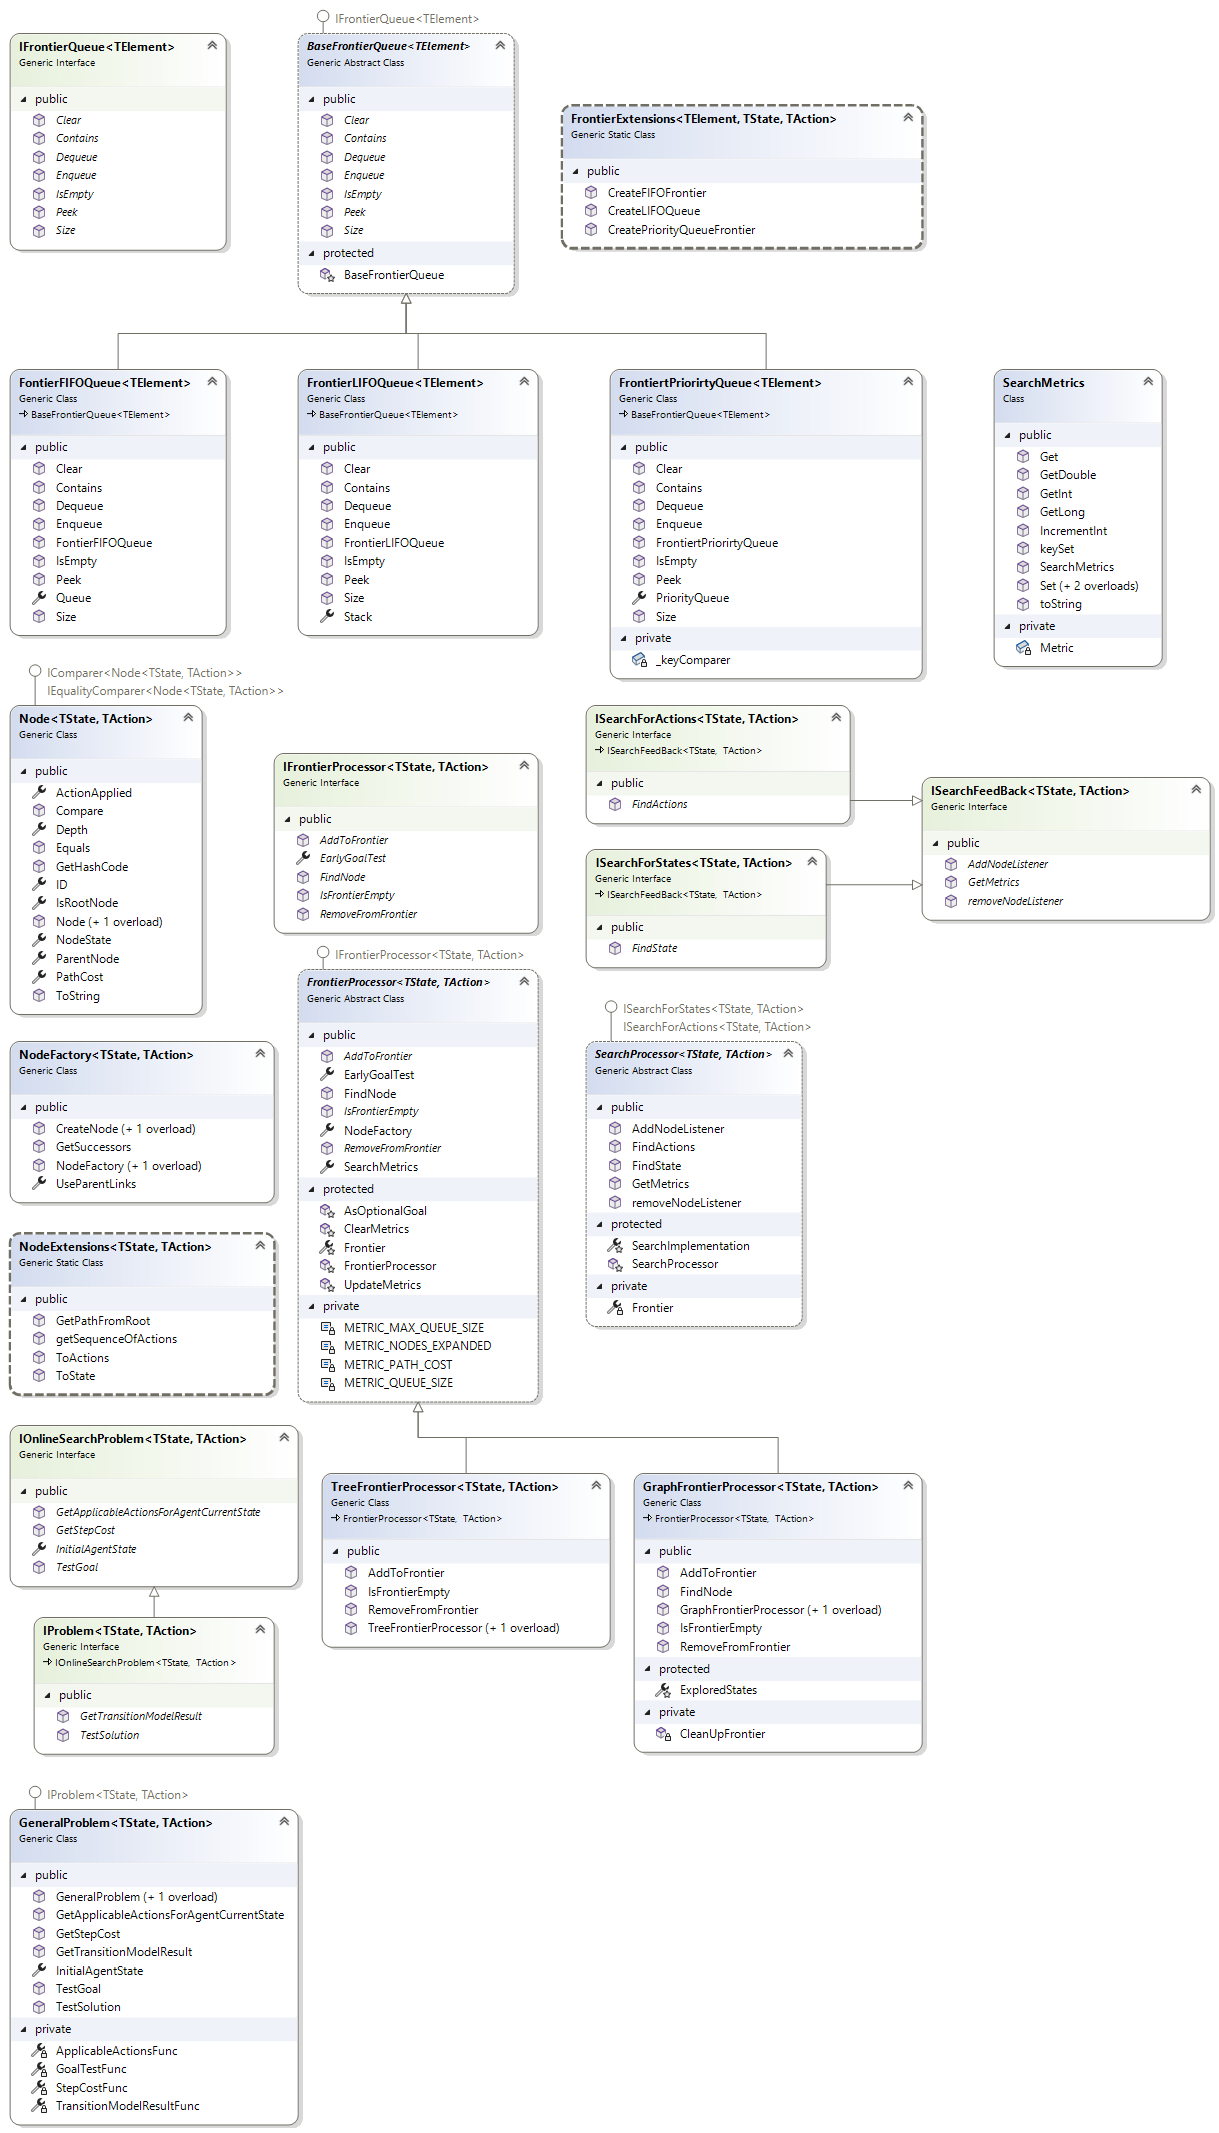 IFrontierQueue<TElement>
IFrontierQueue<TElement>
Generic Interface
public
Clear
Contains
Dequeue
Enqueue
IsEmpty
Peek
Size
BaseFrontierQueue<TElement>
Generic Abstract Class
public
Clear
Contains
Dequeue
Enqueue
IsEmpty
Peek
Size
protected
BaseFrontierQueue
FrontierExtensions<TElement, TState, TAction>
Generic Static Class
public
CreateFIFOFrontier
CreateLIFOQueue
CreatePriorityQueueFrontier
FontierFIFOQueue<TElement>
Generic Class
BaseFrontierQueue<TElement>
public
Clear
Contains
Dequeue
Enqueue
FontierFIFOQueue
IsEmpty
Peek
Queue
Size
FrontierLIFOQueue<TElement>
Generic Class
BaseFrontierQueue<TElement>
public
Clear
Contains
Dequeue
Enqueue
FrontierLIFOQueue
IsEmpty
Peek
Size
Stack
FrontiertPriorirtyQueue<TElement>
Generic Class
BaseFrontierQueue<TElement>
public
Clear
Contains
Dequeue
Enqueue
FrontiertPriorirtyQueue
IsEmpty
Peek
PriorityQueue
Size
private
_keyComparer
SearchMetrics
Class
public
Get
GetDouble
GetInt
GetLong
IncrementInt
keySet
SearchMetrics
Set (+ 2 overloads)
toString
private
Metric
IComparer<Node<TState, TAction>>
IEqualityComparer<Node<TState, TAction>>
Node<TState, TAction>
Generic Class
public
ActionApplied
Compare
Depth
Equals
GetHashCode
ID
IsRootNode
Node (+ 1 overload)
NodeState
ParentNode
PathCost
ToString
IFrontierProcessor<TState, TAction>
Generic Interface
public
AddToFrontier
EarlyGoalTest
FindNode
IsFrontierEmpty
RemoveFromFrontier
ISearchForActions<TState, TAction>
Generic Interface
ISearchFeedBack<TState, TAction>
public
FindActions
ISearchFeedBack<TState, TAction>
Generic Interface
public
AddNodeListener
GetMetrics
removeNodeListener
ISearchForStates<TState, TAction>
Generic Interface
ISearchFeedBack<TState, TAction>
public
FindState
IFrontierProcessor<TState, TAction>
FrontierProcessor<TState, TAction>
Generic Abstract Class
public
AddToFrontier
EarlyGoalTest
FindNode
IsFrontierEmpty
NodeFactory
RemoveFromFrontier
SearchMetrics
protected
AsOptionalGoal
ClearMetrics
Frontier
FrontierProcessor
UpdateMetrics
private
METRIC_MAX_QUEUE_SIZE
METRIC_NODES_EXPANDED
METRIC_PATH_COST
METRIC_QUEUE_SIZE
ISearchForStates<TState, TAction>
ISearchForActions<TState, TAction>
SearchProcessor<TState, TAction>
Generic Abstract Class
public
AddNodeListener
FindActions
FindState
GetMetrics
removeNodeListener
protected
SearchImplementation
SearchProcessor
private
Frontier
NodeFactory<TState, TAction>
Generic Class
public
CreateNode (+ 1 overload)
GetSuccessors
NodeFactory (+ 1 overload)
UseParentLinks
NodeExtensions<TState, TAction>
Generic Static Class
public
GetPathFromRoot
getSequenceOfActions
ToActions
ToState
IOnlineSearchProblem<TState, TAction>
Generic Interface
public
GetApplicableActionsForAgentCurrentState
GetStepCost
InitialAgentState
TestGoal
TreeFrontierProcessor<TState, TAction>
Generic Class
FrontierProcessor<TState, TAction>
public
AddToFrontier
IsFrontierEmpty
RemoveFromFrontier
TreeFrontierProcessor (+ 1 overload)
GraphFrontierProcessor<TState, TAction>
Generic Class
FrontierProcessor<TState, TAction>
public
AddToFrontier
FindNode
GraphFrontierProcessor (+ 1 overload)
IsFrontierEmpty
RemoveFromFrontier
protected
ExploredStates
private
CleanUpFrontier
IProblem<TState, TAction>
Generic Interface
IOnlineSearchProblem<TState, TAction>
public
GetTransitionModelResult
TestSolution
IProblem<TState, TAction>
GeneralProblem<TState, TAction>
Generic Class
public
GeneralProblem (+ 1 overload)
GetApplicableActionsForAgentCurrentState
GetStepCost
GetTransitionModelResult
InitialAgentState
TestGoal
TestSolution
private
ApplicableActionsFunc
GoalTestFunc
StepCostFunc
TransitionModelResultFunc